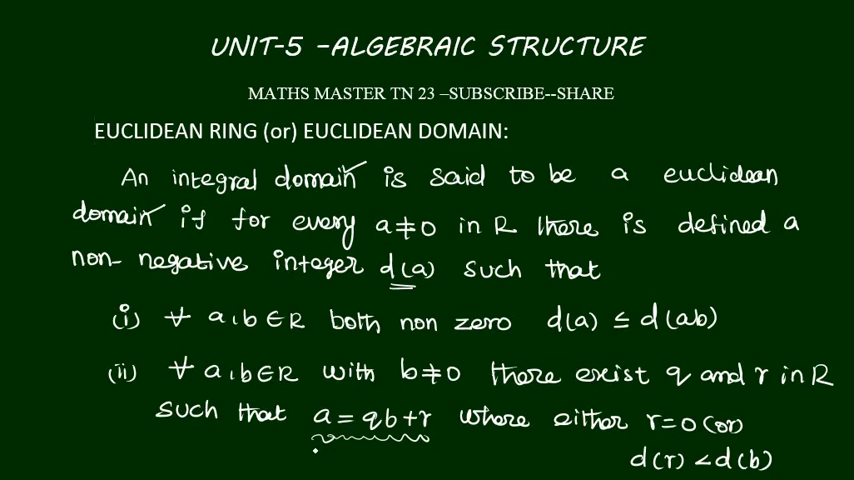 UNIT-5 -ALGEBRAIC STRUCTURE
MATHS MASTER TN 23 –SUBSCRIBE--SHARE
EUCLIDEAN RING (or) EUCLIDEAN DOMAIN:
An integral domain is said to be a euclidean
domain if for every a≠0 in R there is defined a
non-negative integer d(a) such that
(i) ∀ a,b∈R both non zero d(a) ≤ d(ab)
(ii) ∀ a,b∈R with b≠0 there exist q and r in R
such that a = qb+r where either r=0 (or)
d(r) < d(b)